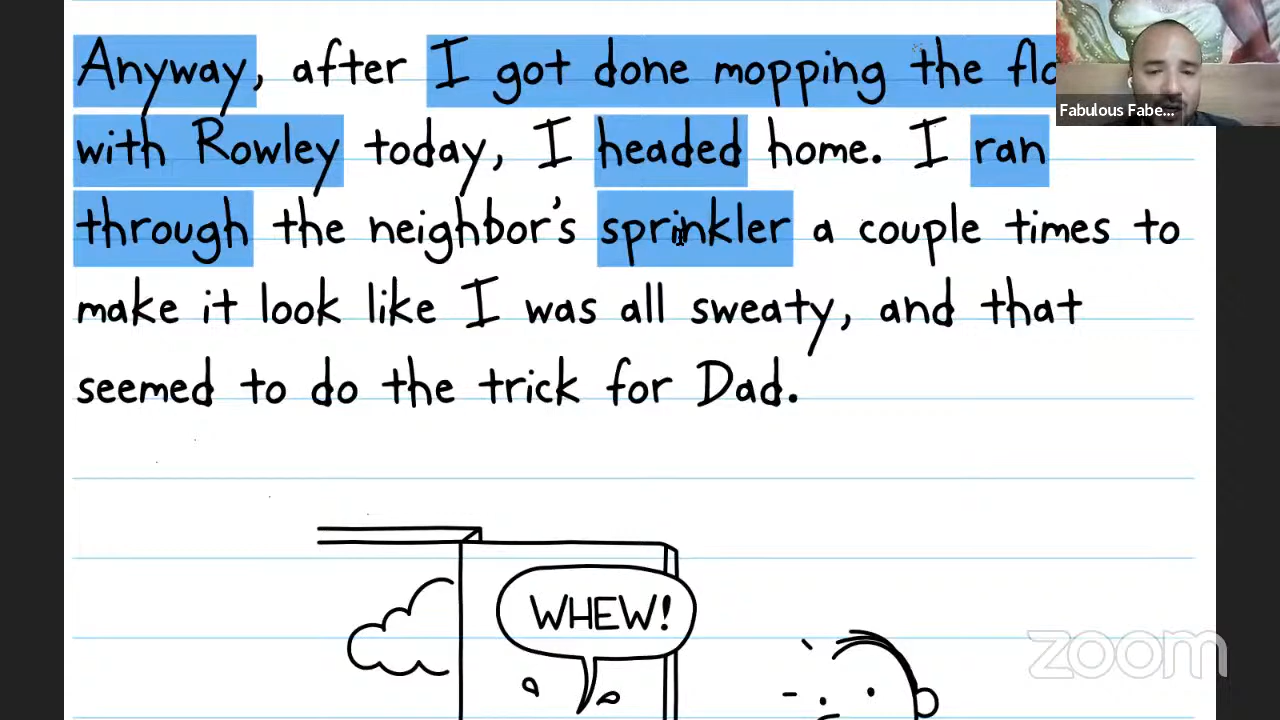 Anyway, after I got done mopping the
with Rowley today, I headed home. I ran
through the neighbor's sprinkler a couple times to
make it look like I was all sweaty, and that
seemed to do the trick for Dad.
WHEW!
Fabulous Fabe...
zoom